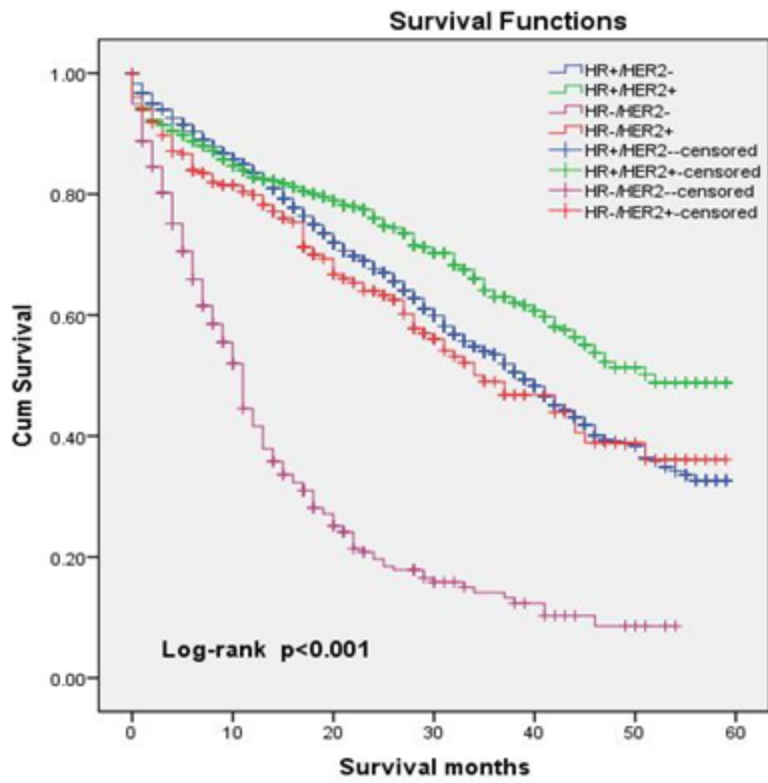 Survival Functions
HR+/HER2-
HR+/HER2+
HR-/HER2-
HR-/HER2+
HR+/HER2--censored
HR+/HER2+-censored
HR-/HER2--censored
HR-/HER2+-censored
1.00
0.80
0.60
0.40
0.20
0.00
Cum Survival
Log-rank p<0.001
0 10 20 30 40 50 60
Survival months